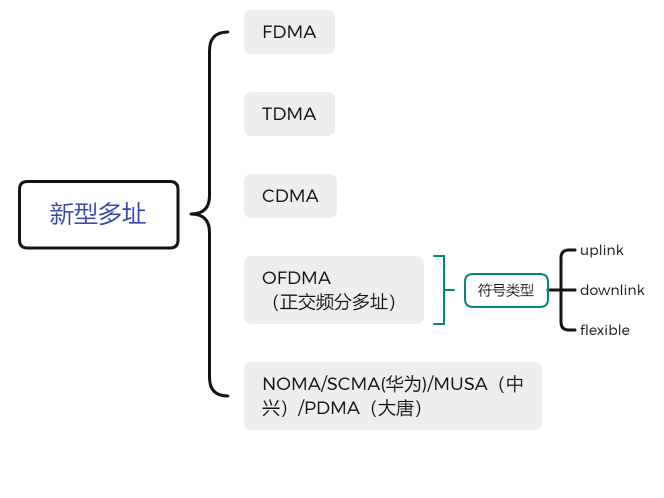 新型多址
FDMA
TDMA
CDMA
OFDMA
（正交频分多址）
符号类型
uplink
downlink
flexible
NOMA/SCMA(华为)/MUSA（中
兴）/PDMA（大唐）